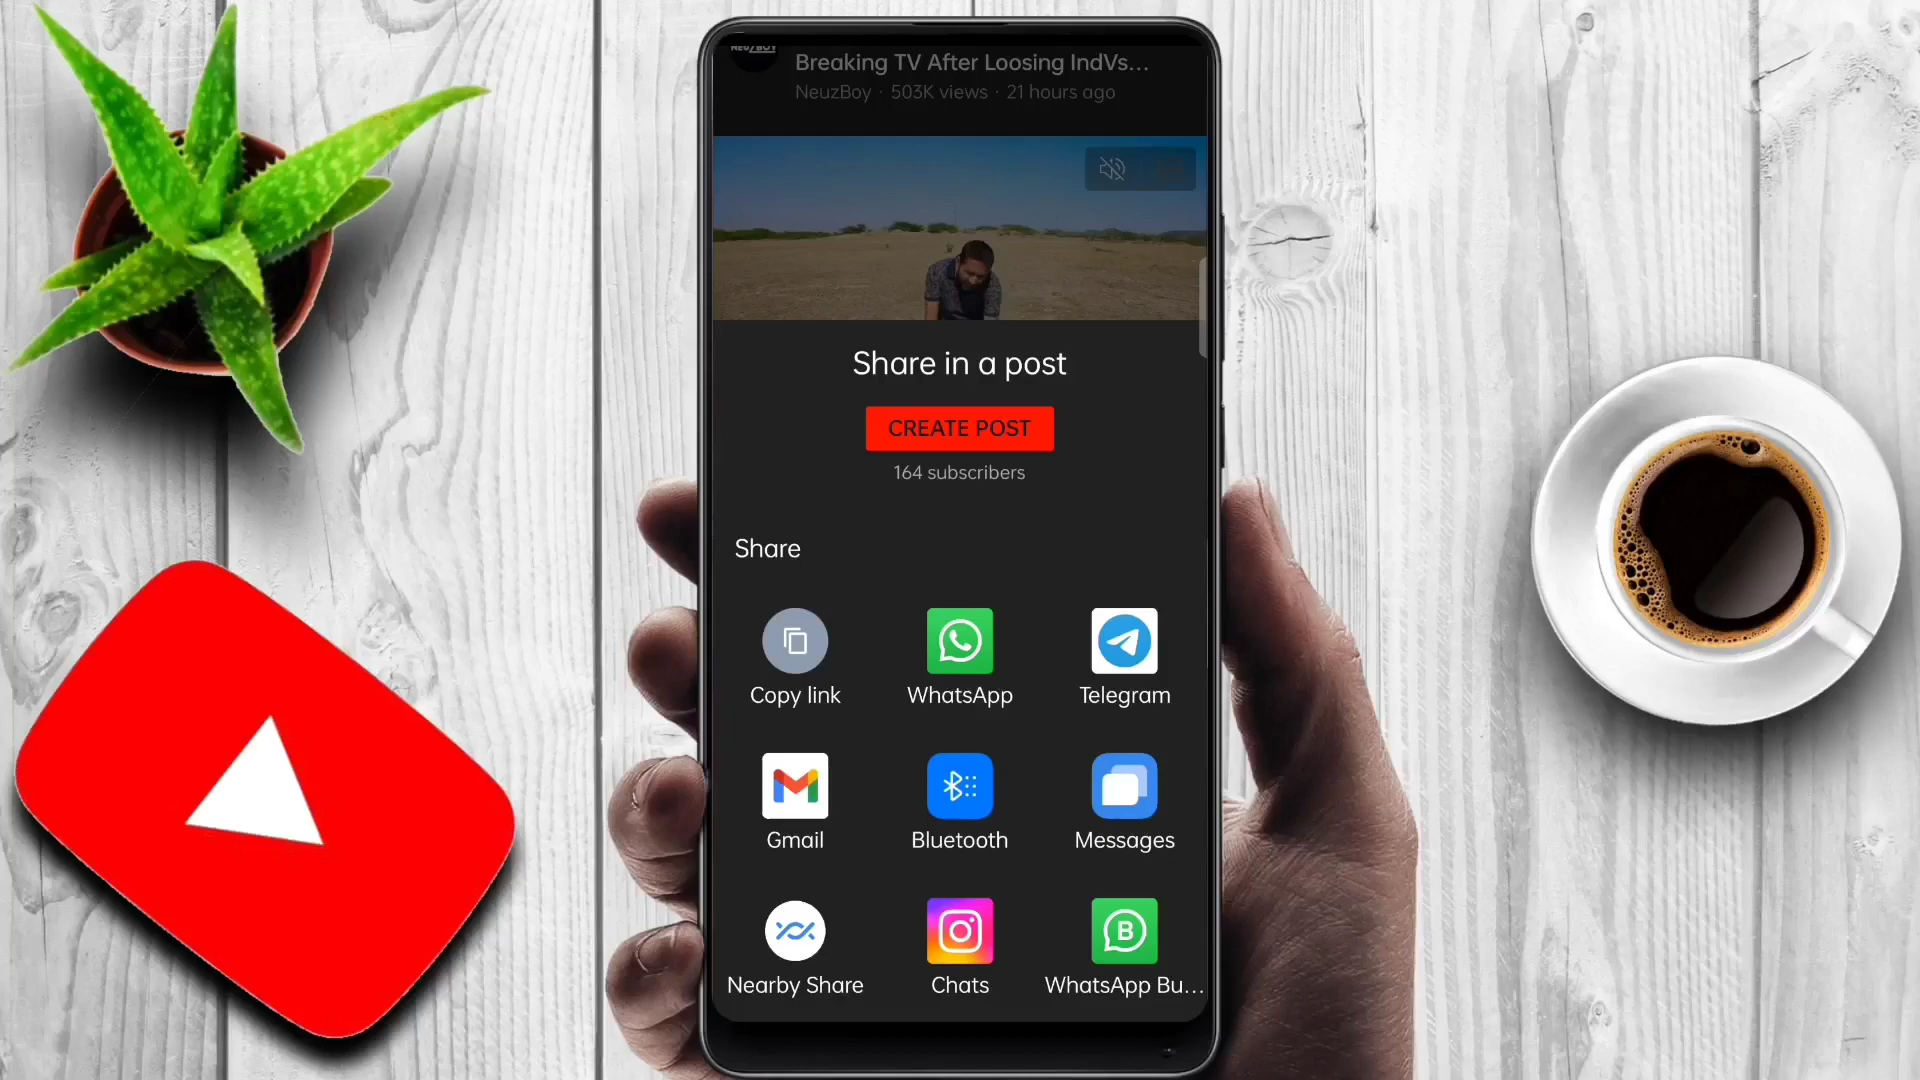 NEUZBOY
Breaking TV After Loosing IndVs...
NeuzBoy · 503K views · 21 hours ago
Share in a post
CREATE POST
164 subscribers
Share
Copy link
WhatsApp
Telegram
Gmail
Bluetooth
Messages
Nearby Share
Chats
WhatsApp Bu...